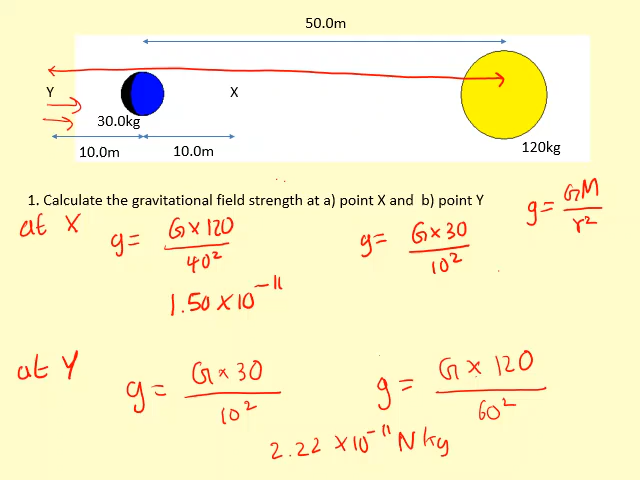 50.0m
Y
X
30.0kg
10.0m 10.0m
120kg
1. Calculate the gravitational field strength at a) point X and b) point Y
g = GM/r²
at X
g = G × 120/40²
g = G × 30/10²
1.50 × 10⁻¹¹
at Y
g = G × 30/10²
g = G × 120/60²
2.22 × 10⁻¹¹ N kg